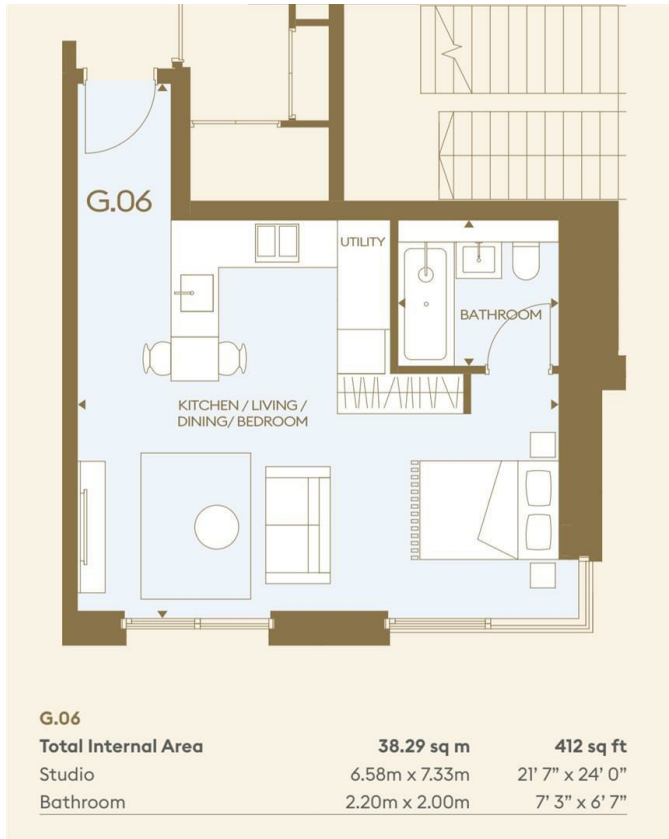 G.06
UTILITY
BATHROOM
KITCHEN / LIVING /
DINING/ BEDROOM
G.06
Total Internal Area 38.29 sq m 412 sq ft
Studio 6.58m x 7.33m 21’ 7” x 24’ 0”
Bathroom 2.20m x 2.00m 7’ 3” x 6’ 7”